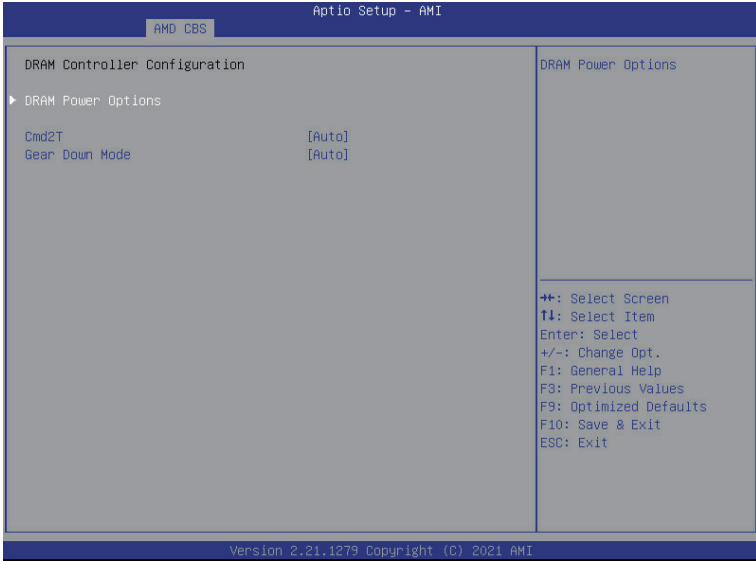 Aptio Setup – AMI
AMD CBS
DRAM Controller Configuration
DRAM Power Options
Cmd2T [Auto]
Gear Down Mode [Auto]
DRAM Power Options
→←: Select Screen
↑↓: Select Item
Enter: Select
+/-: Change Opt.
F1: General Help
F3: Previous Values
F9: Optimized Defaults
F10: Save & Exit
ESC: Exit
Version 2.21.1279 Copyright (C) 2021 AMI